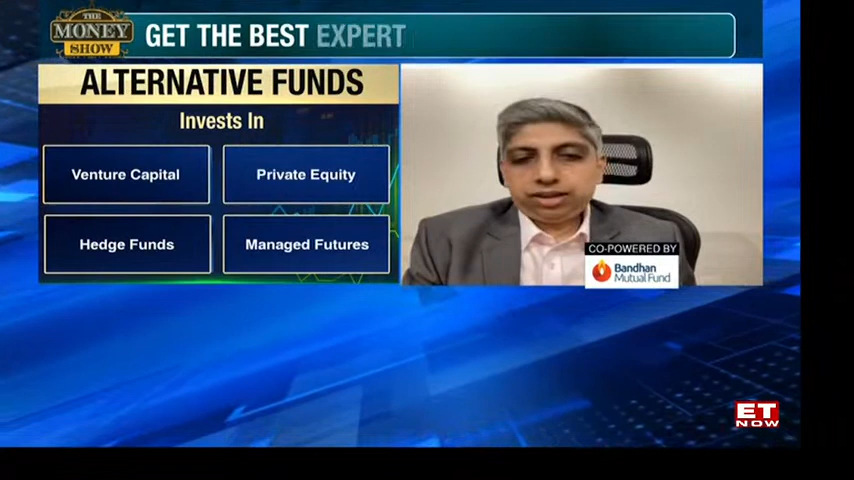 THE
MONEY
SHOW
GET THE BEST EXPERT
ALTERNATIVE FUNDS
Invests In
Venture Capital
Private Equity
Hedge Funds
Managed Futures
CO-POWERED BY
Bandhan
Mutual Fund
ET
NOW